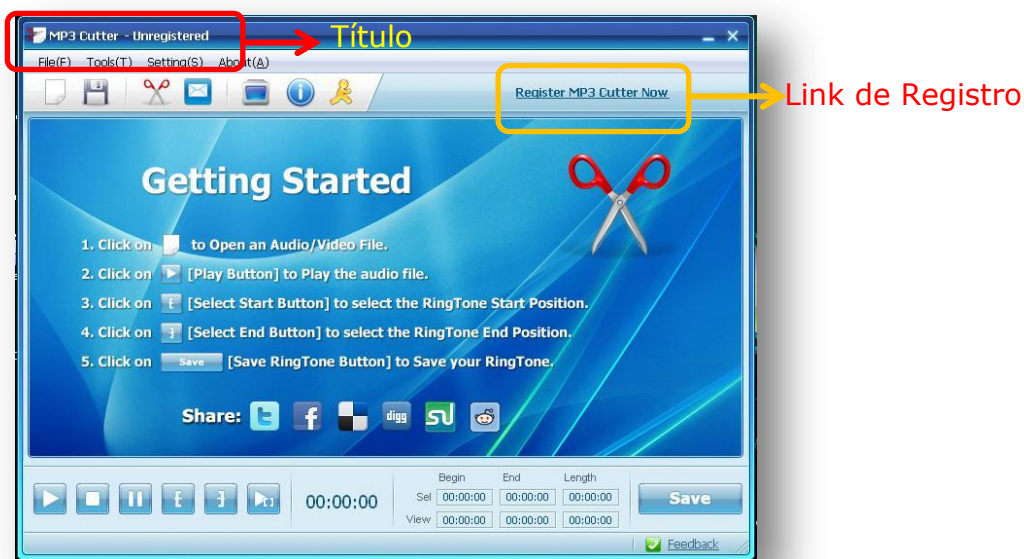 MP3 Cutter - Unregistered
Título
File(F) Tools(T) Setting(S) About(A)
Register MP3 Cutter Now
Link de Registro
Getting Started
1. Click on to Open an Audio/Video File.
2. Click on [Play Button] to Play the audio file.
3. Click on [Select Start Button] to select the RingTone Start Position.
4. Click on [Select End Button] to select the RingTone End Position.
5. Click on Save [Save RingTone Button] to Save your RingTone.
Share: digg
Begin End Length
00:00:00 Sel 00:00:00 00:00:00 00:00:00 Save
View 00:00:00 00:00:00 00:00:00
Feedback